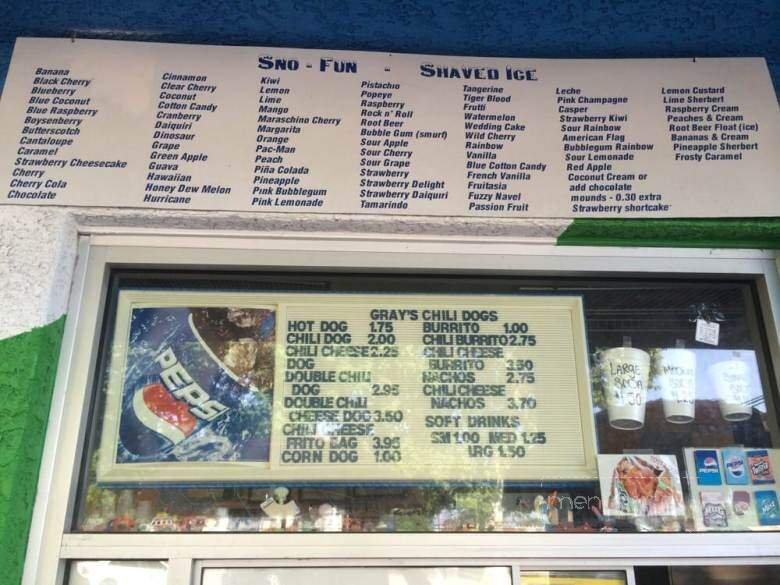 SNO - FUN - SHAVED ICE
Banana
Black Cherry
Blueberry
Blue Coconut
Blue Raspberry
Boysenberry
Butterscotch
Cantaloupe
Caramel
Strawberry Cheesecake
Cherry
Cherry Cola
Chocolate
Cinnamon
Clear Cherry
Coconut
Cotton Candy
Cranberry
Daiquiri
Dinosaur
Grape
Green Apple
Guava
Hawaiian
Honey Dew Melon
Hurricane
Kiwi
Lemon
Lime
Mango
Maraschino Cherry
Margarita
Orange
Pac-Man
Peach
Piña Colada
Pineapple
Pink Bubblegum
Pink Lemonade
Pistachio
Popeye
Raspberry
Rock n' Roll
Root Beer
Bubble Gum (smurf)
Sour Apple
Sour Cherry
Sour Grape
Strawberry
Strawberry Delight
Strawberry Daiquiri
Tamarindo
Tangerine
Tiger Blood
Frutti
Watermelon
Wedding Cake
Wild Cherry
Rainbow
Vanilla
Blue Cotton Candy
French Vanilla
Fruitasia
Fuzzy Navel
Passion Fruit
Leche
Pink Champagne
Casper
Strawberry Kiwi
Sour Rainbow
American Flag
Bubblegum Rainbow
Sour Lemonade
Red Apple
Coconut Cream or
add chocolate
mounds - 0.30 extra
Strawberry shortcake
Lemon Custard
Lime Sherbert
Raspberry Cream
Peaches & Cream
Root Beer Float (ice)
Bananas & Cream
Pineapple Sherbert
Frosty Caramel
PEPSI
GRAY'S CHILI DOGS
HOT DOG 1.75
CHILI DOG 2.00
CHILI CHEESE 2.25
DOG
DOUBLE CHILI
DOG 2.95
DOUBLE CHILI
CHEESE DOG 3.50
CHILI CHEESE
FRITO BAG 3.95
CORN DOG 1.00
BURRITO 1.00
CHILI BURRITO 2.75
CHILI CHEESE
BURRITO 3.50
NACHOS 2.75
CHILI CHEESE
NACHOS 3.70
SOFT DRINKS
SM 1.00 MED 1.25
LRG 1.50
LARGE
SODA
PEPSI